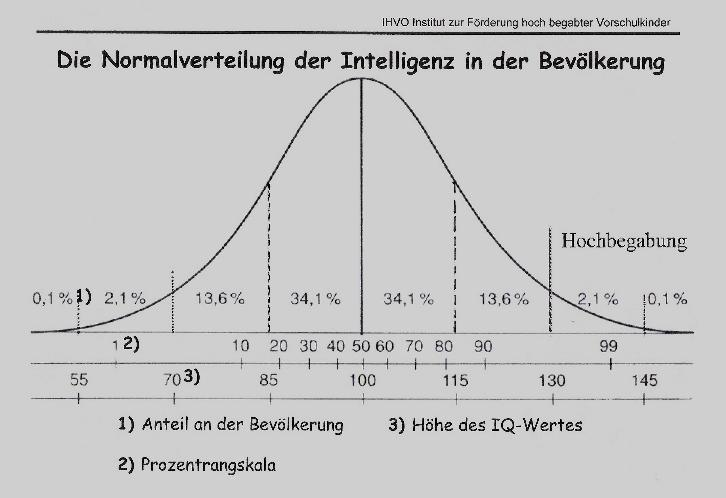 IHVO Institut zur Förderung hoch begabter Vorschulkinder
Die Normalverteilung der Intelligenz in der Bevölkerung
Hochbegabung
0,1% 1) 2,1% 13,6% 34,1% 34,1% 13,6% 2,1% 0,1%
1 2) 10 20 30 40 50 60 70 80 90 99
55 70 3) 85 100 115 130 145
1) Anteil an der Bevölkerung 3) Höhe des IQ-Wertes
2) Prozentrangskala